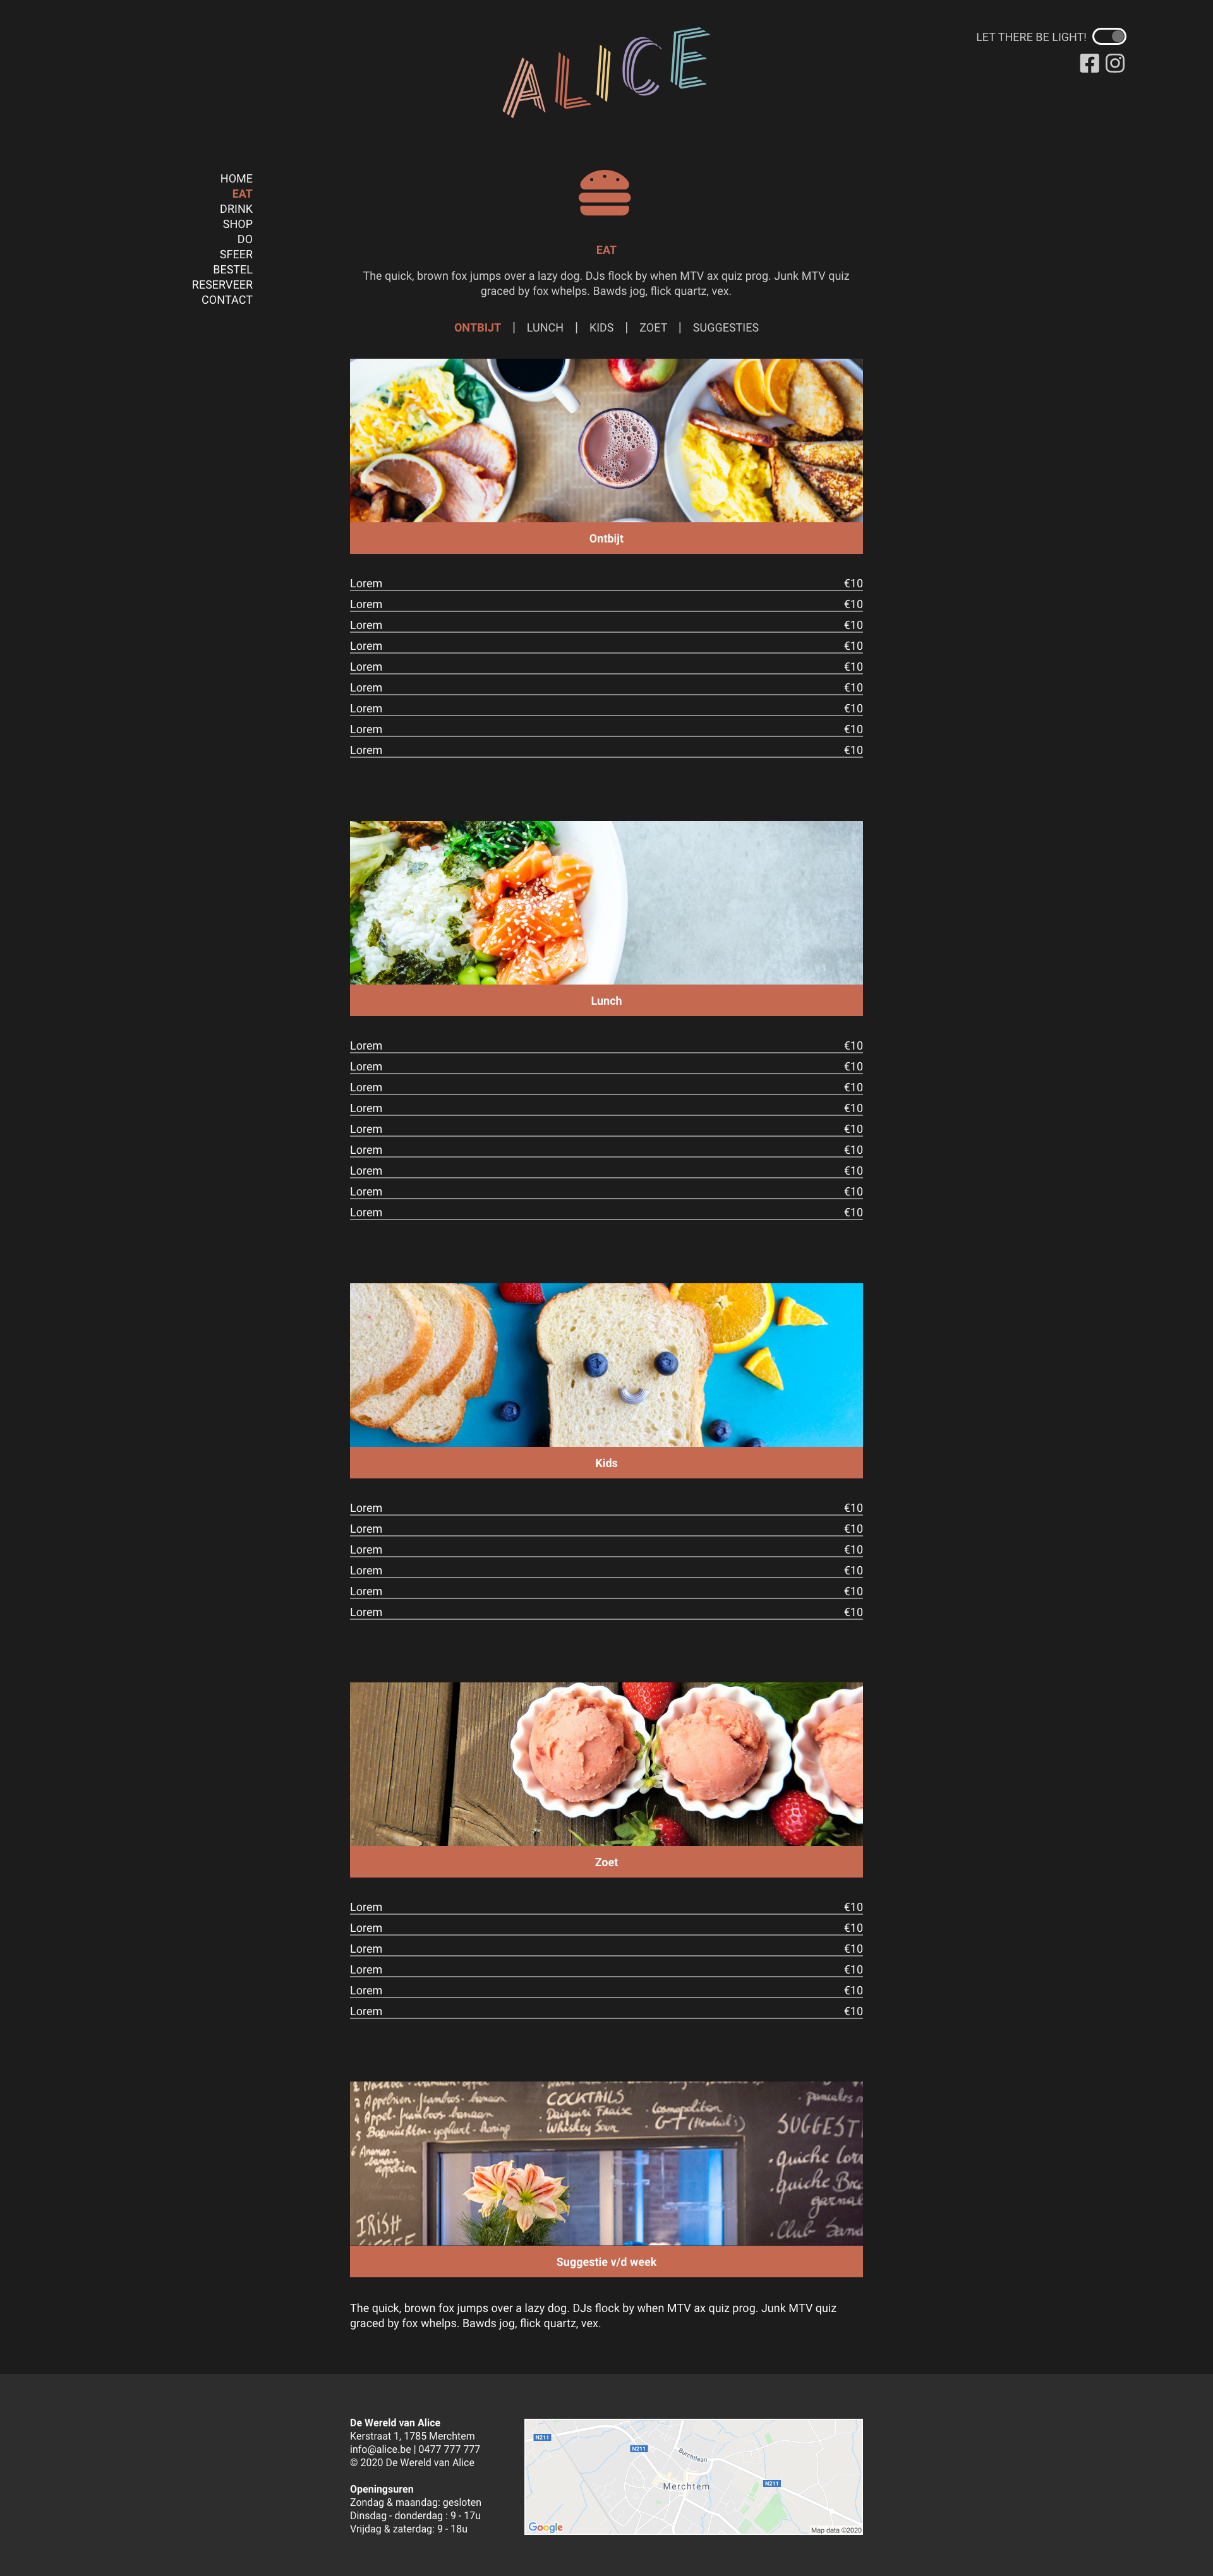 ALICE
LET THERE BE LIGHT!
HOME
EAT
DRINK
SHOP
DO
SFEER
BESTEL
RESERVEER
CONTACT
EAT
The quick, brown fox jumps over a lazy dog. DJs flock by when MTV ax quiz prog. Junk MTV quiz
graced by fox whelps. Bawds jog, flick quartz, vex.
ONTBIJT | LUNCH | KIDS | ZOET | SUGGESTIES
Ontbijt
Lorem €10
Lorem €10
Lorem €10
Lorem €10
Lorem €10
Lorem €10
Lorem €10
Lorem €10
Lorem €10
Lunch
Lorem €10
Lorem €10
Lorem €10
Lorem €10
Lorem €10
Lorem €10
Lorem €10
Lorem €10
Lorem €10
Kids
Lorem €10
Lorem €10
Lorem €10
Lorem €10
Lorem €10
Lorem €10
Zoet
Lorem €10
Lorem €10
Lorem €10
Lorem €10
Lorem €10
Lorem €10
COCKTAILS
Daiquiri Fraise
Whiskey Sour
Cosmopolitan
SUGGEST
quiche
quiche
Club
IRISH
Suggestie v/d week
The quick, brown fox jumps over a lazy dog. DJs flock by when MTV ax quiz prog. Junk MTV quiz
graced by fox whelps. Bawds jog, flick quartz, vex.
De Wereld van Alice
Kerstraat 1, 1785 Merchtem
info@alice.be | 0477 777 777
© 2020 De Wereld van Alice
Openingsuren
Zondag & maandag: gesloten
Dinsdag - donderdag : 9 - 17u
Vrijdag & zaterdag: 9 - 18u
N211
N211
Burchtlaan
Merchtem
N211
Google
Map data ©2020